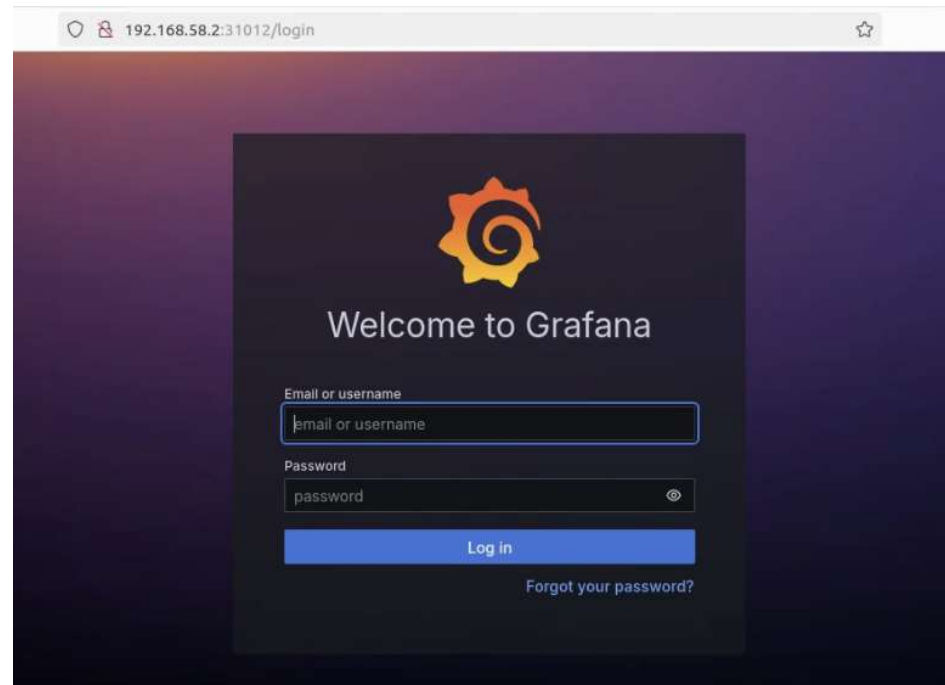 192.168.58.2:31012/login
Welcome to Grafana
Email or username
email or username
Password
password
Log in
Forgot your password?